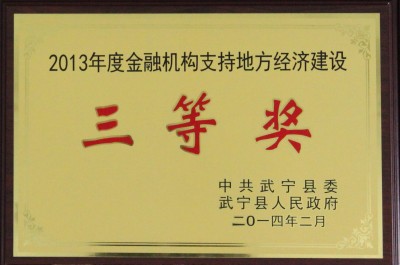 2013年度金融机构支持地方经济建设
三等奖
中共武宁县委
武宁县人民政府
二〇一四年二月